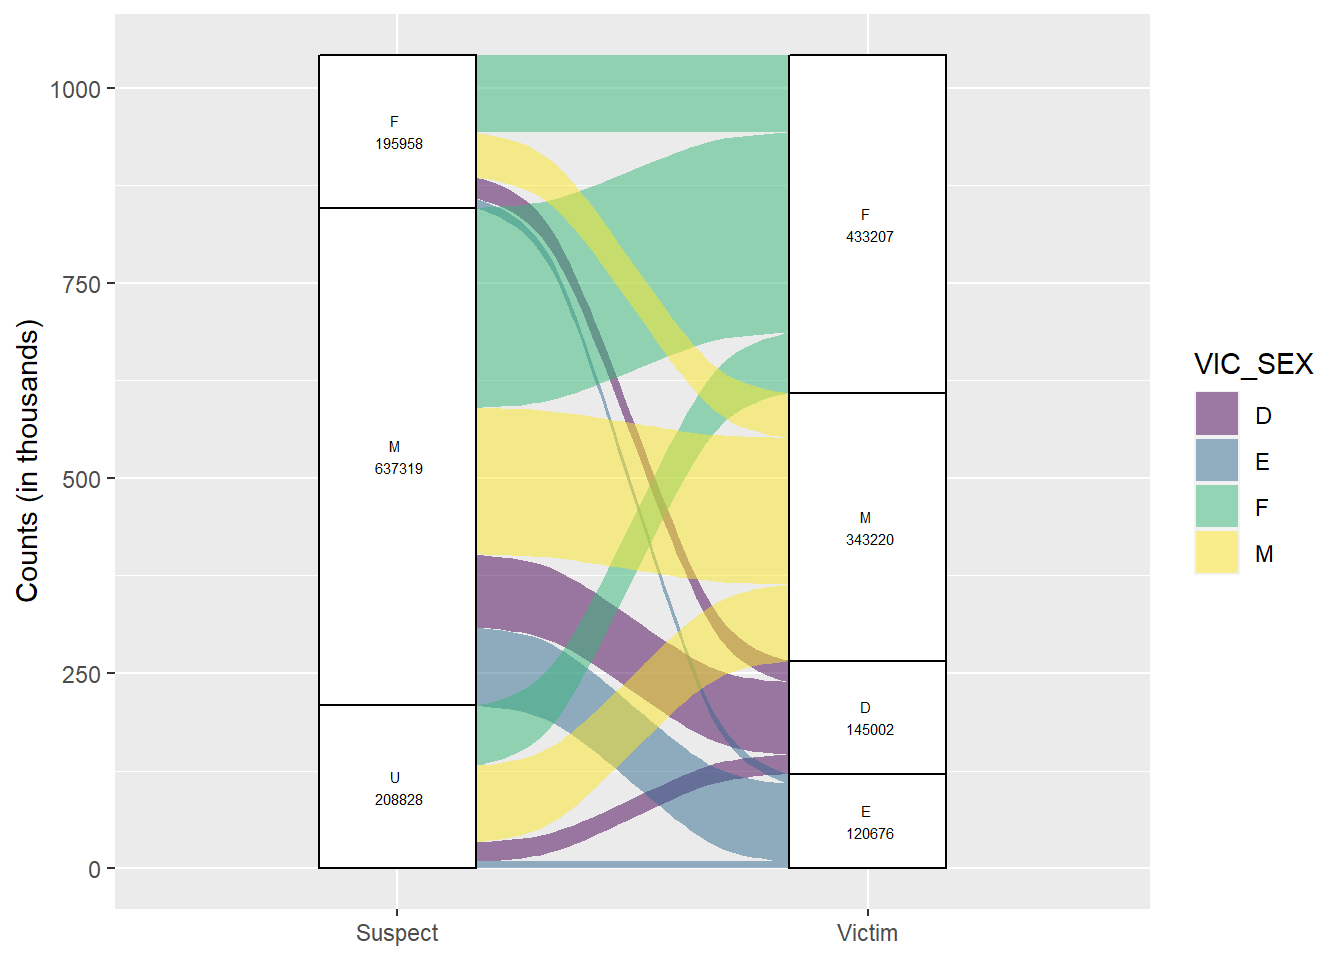 Counts (in thousands)
1000
750
500
250
0
F
195958
M
637319
U
208828
F
433207
M
343220
D
145002
E
120676
Suspect
Victim
VIC_SEX
D
E
F
M